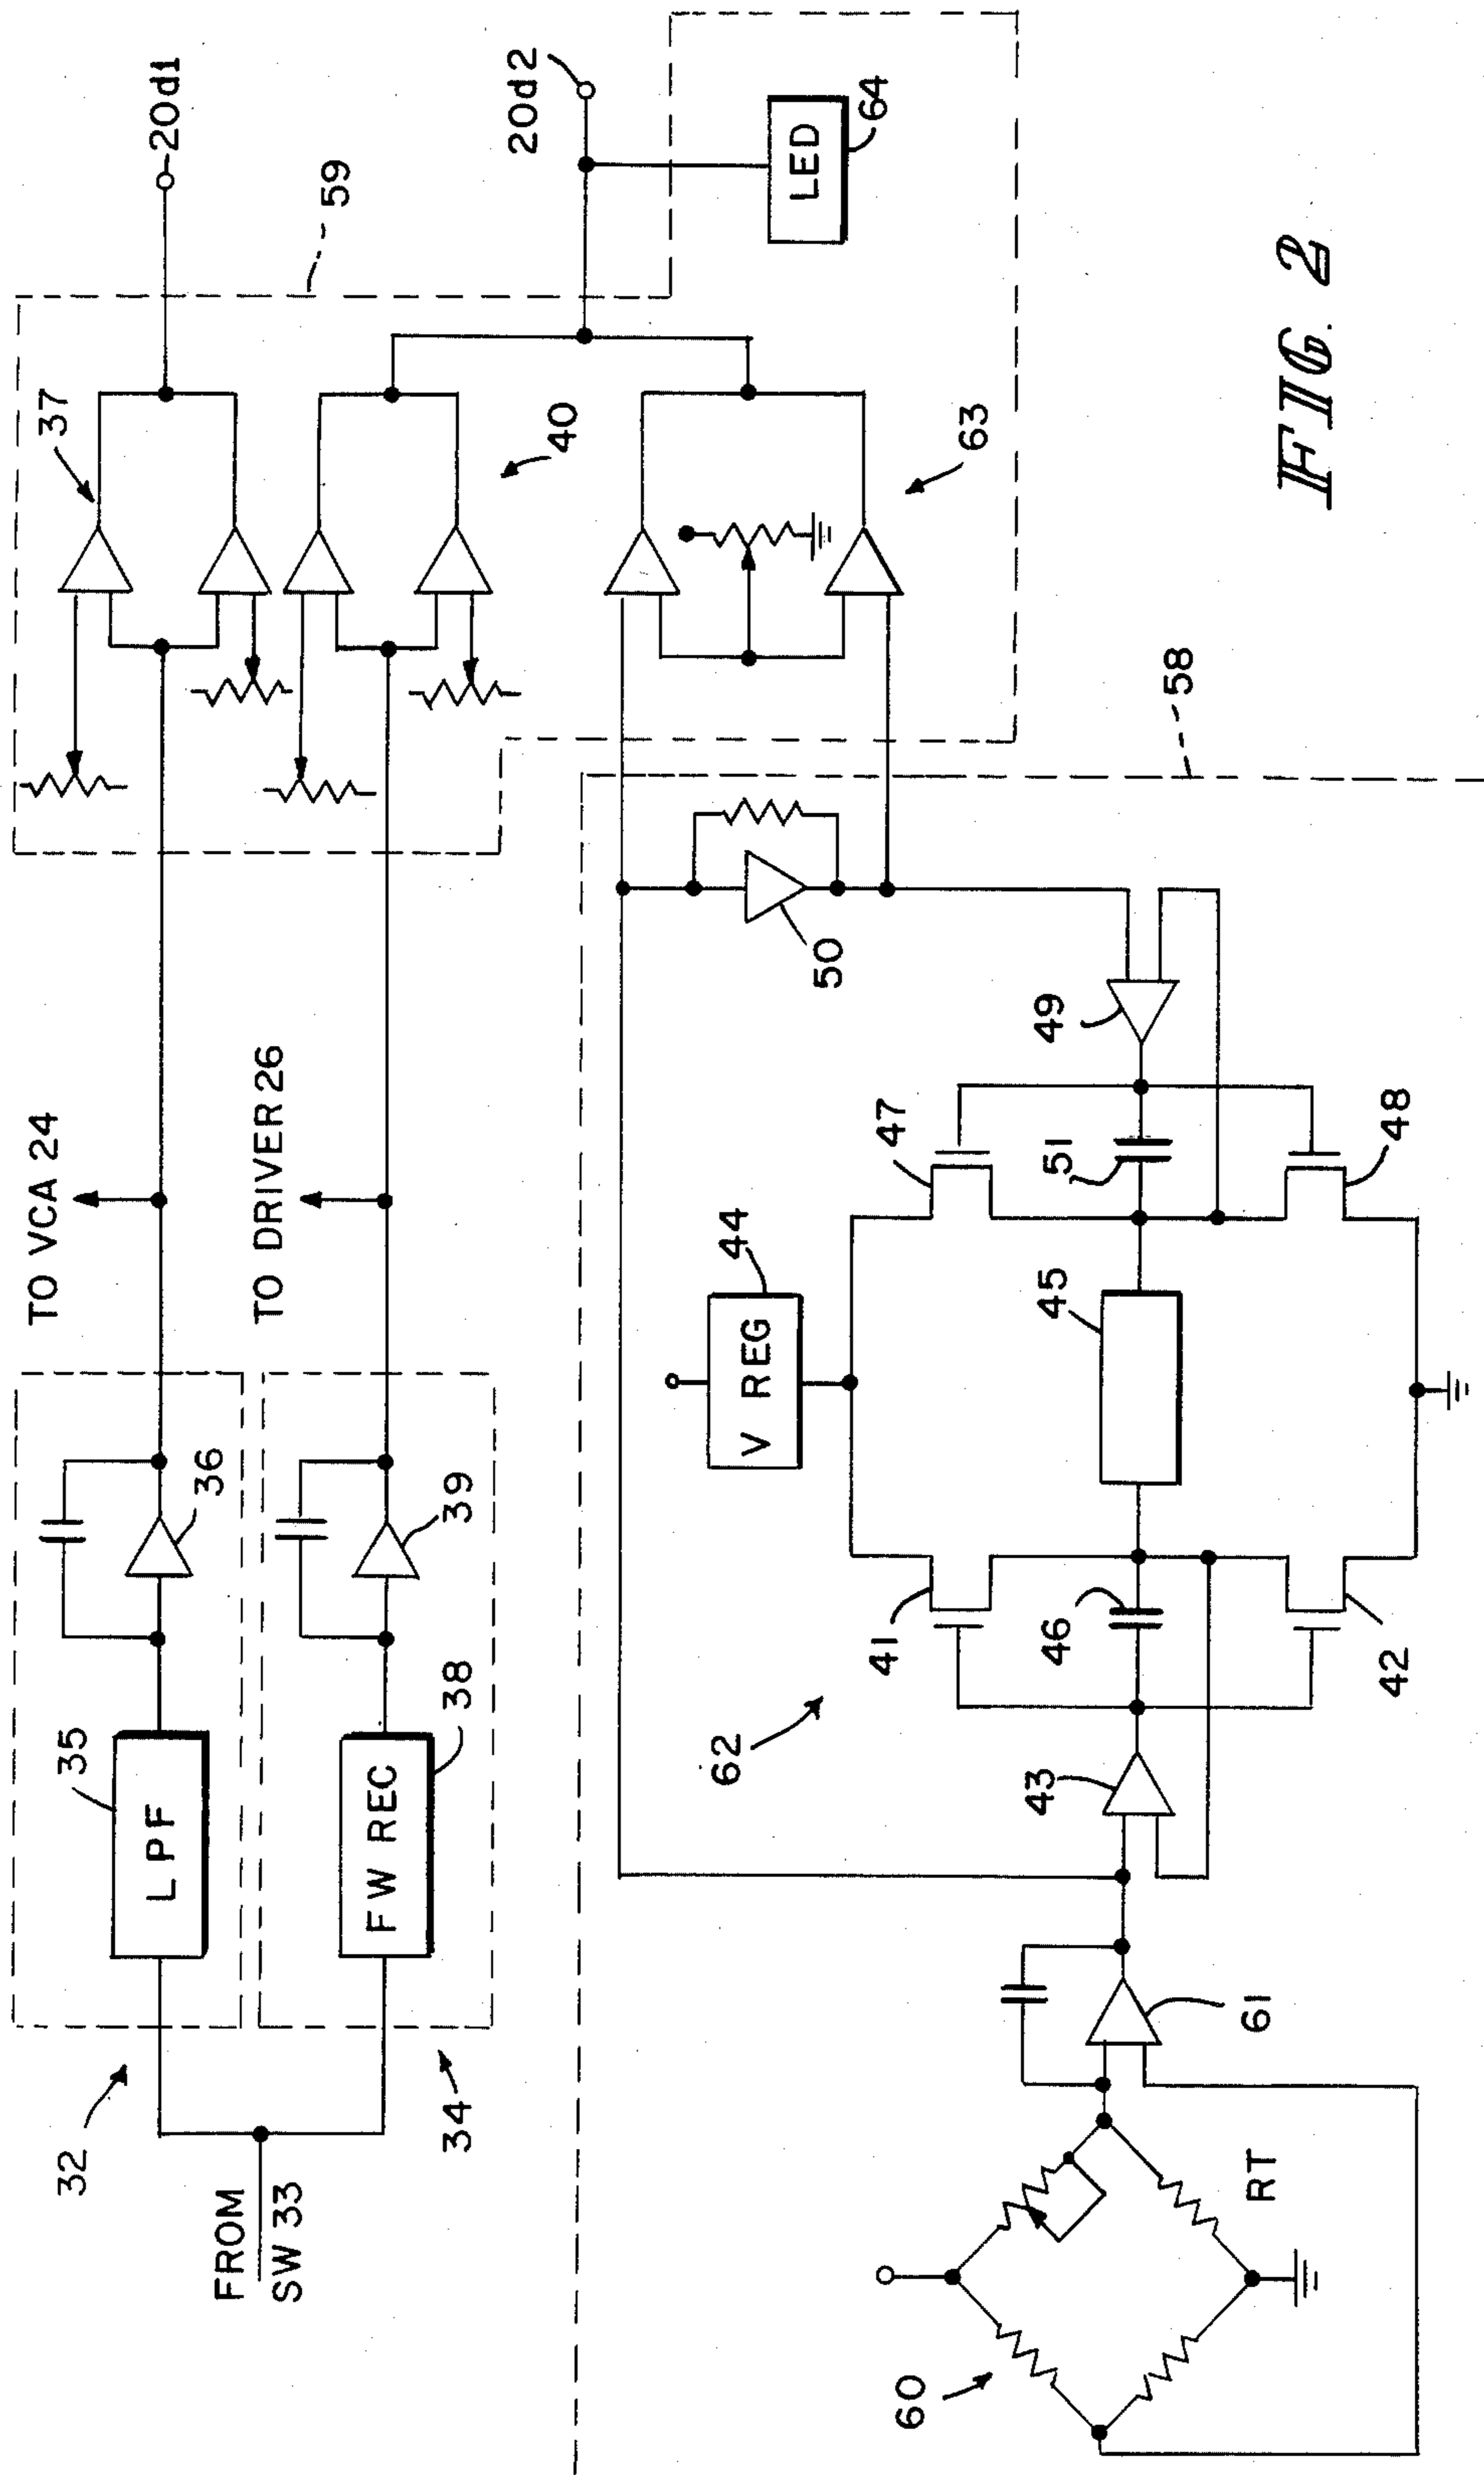 FROM
SW 33
32
34
35
LPF
36
38
FW REC
39
TO VCA 24
TO DRIVER 26
37
40
59
20d1
20d2
LED
64
63
58
50
49
47
51
48
V REG
44
45
46
41
42
62
43
61
RT
60
FIG. 2